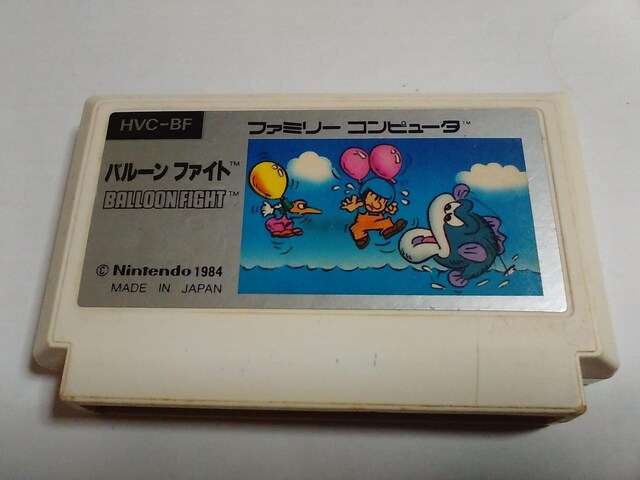 HVC-BF
ファミリー コンピュータ™
バルーン ファイト™
BALLOON FIGHT™
© Nintendo 1984
MADE IN JAPAN